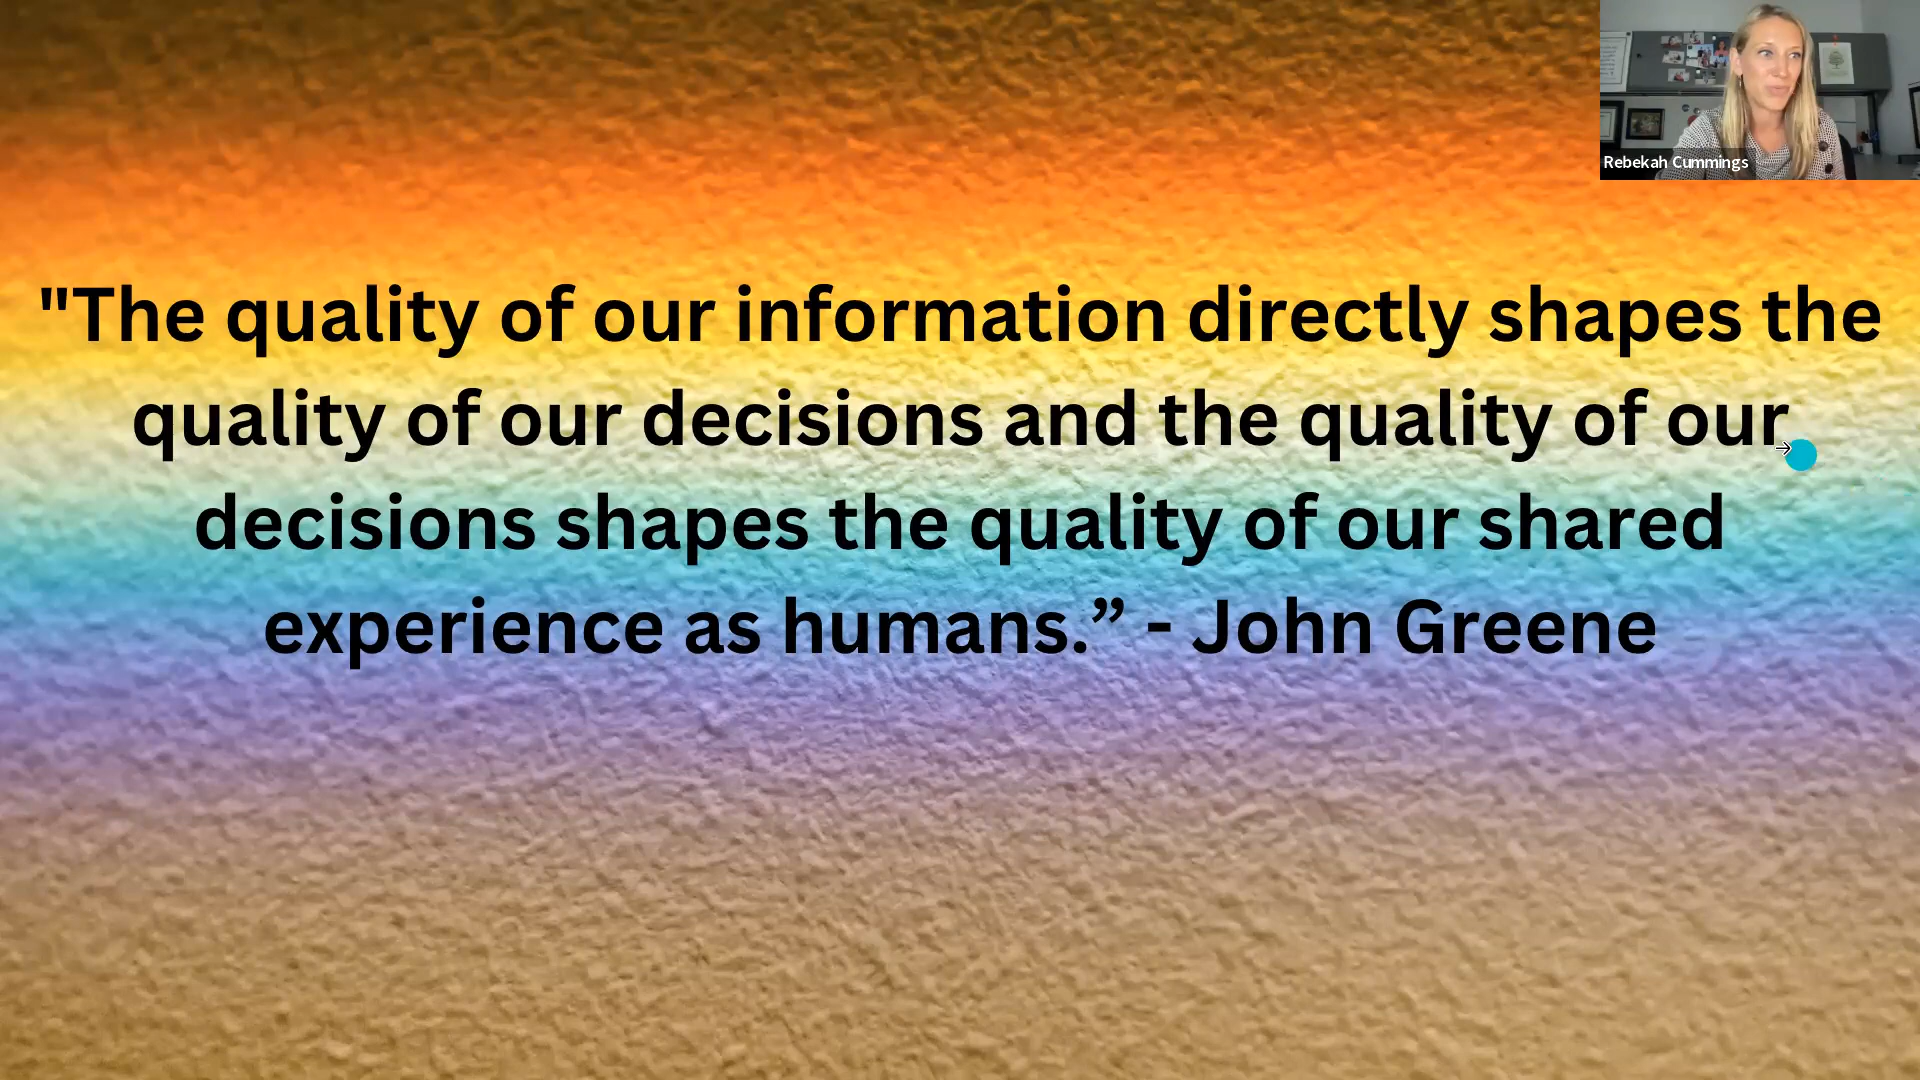 Rebekah Cummings
"The quality of our information directly shapes the
quality of our decisions and the quality of our
decisions shapes the quality of our shared
experience as humans.” - John Greene